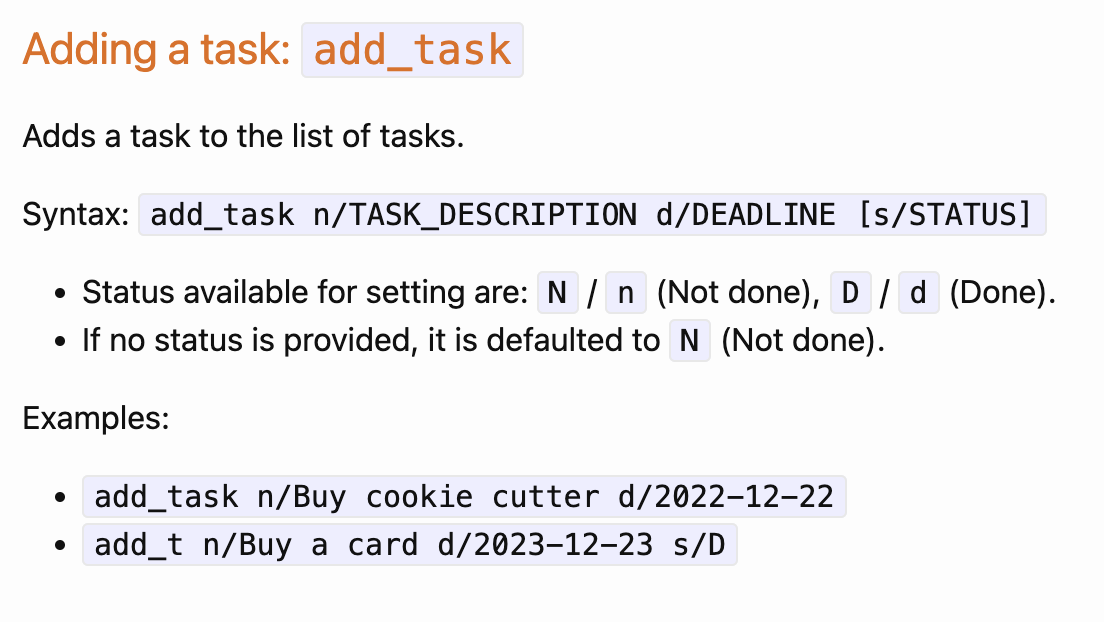 Adding a task: add_task
Adds a task to the list of tasks.
Syntax: add_task n/TASK_DESCRIPTION d/DEADLINE [s/STATUS]
• Status available for setting are: N / n (Not done), D / d (Done).
• If no status is provided, it is defaulted to N (Not done).
Examples:
• add_task n/Buy cookie cutter d/2022-12-22
• add_t n/Buy a card d/2023-12-23 s/D